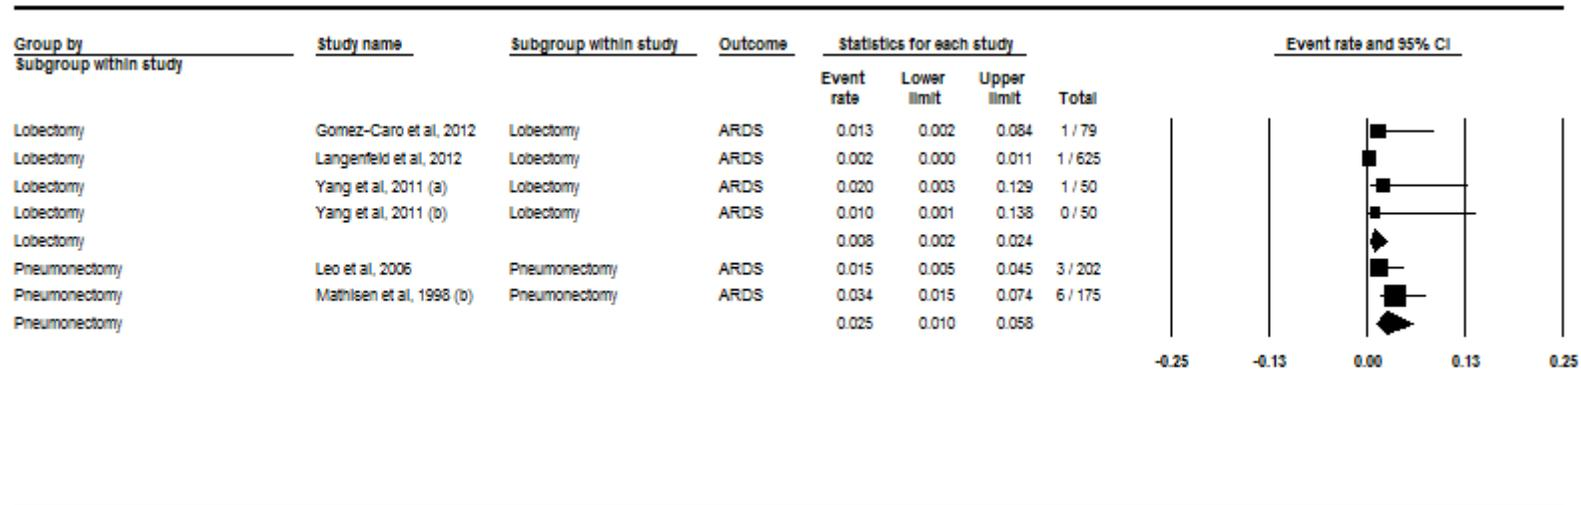 Group by Study name Subgroup within study Outcome Statistics for each study Event rate and 95% CI
Subgroup within study
Event Lower Upper
rate limit limit Total
Lobectomy Gomez-Caro et al, 2012 Lobectomy ARDS 0.013 0.002 0.084 1 / 79
Lobectomy Langenfeld et al, 2012 Lobectomy ARDS 0.002 0.000 0.011 1 / 625
Lobectomy Yang et al, 2011 (a) Lobectomy ARDS 0.020 0.003 0.129 1 / 50
Lobectomy Yang et al, 2011 (b) Lobectomy ARDS 0.010 0.001 0.138 0 / 50
Lobectomy 0.008 0.002 0.024
Pneumonectomy Leo et al, 2006 Pneumonectomy ARDS 0.015 0.005 0.045 3 / 202
Pneumonectomy Mathisen et al, 1998 (b) Pneumonectomy ARDS 0.034 0.015 0.074 6 / 175
Pneumonectomy 0.025 0.010 0.058
-0.25 -0.13 0.00 0.13 0.25